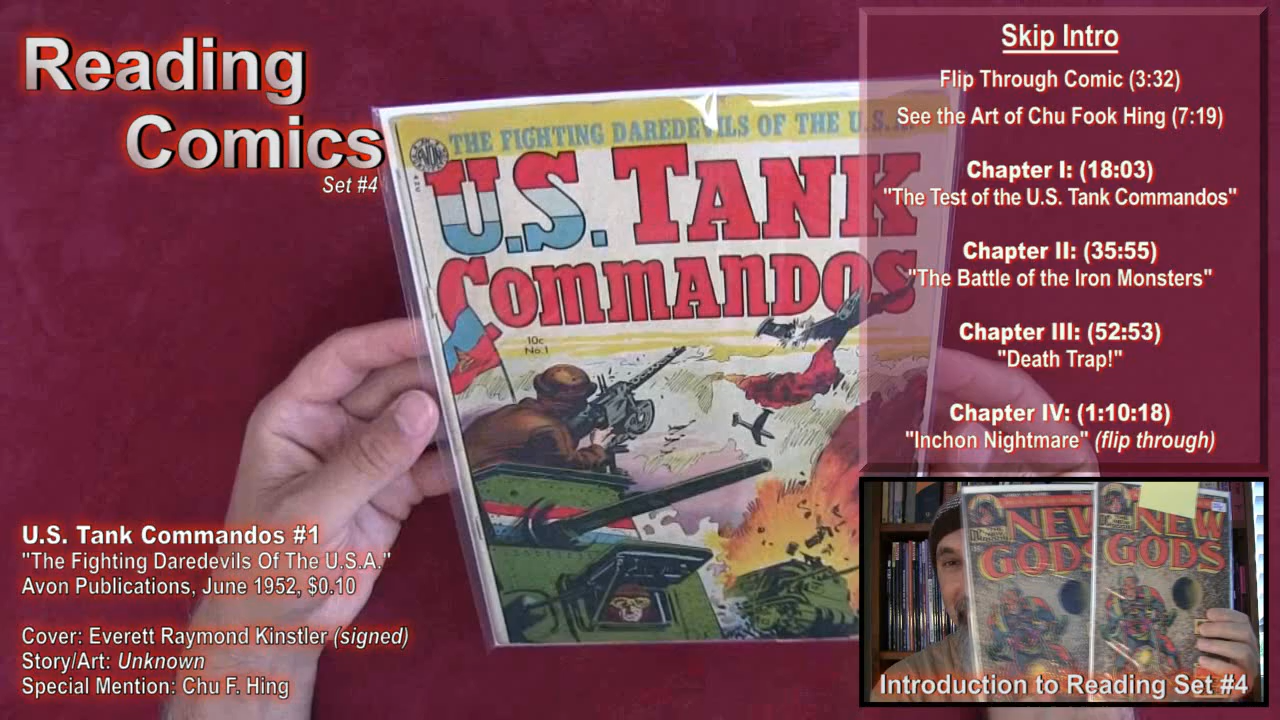 Reading
Comics
Set #4
THE FIGHTING DAREDEVILS OF THE U.S.A.
AVON
U.S. TANK
COMMANDOS
10c
No.1
Skip Intro
Flip Through Comic (3:32)
See the Art of Chu Fook Hing (7:19)
Chapter I: (18:03)
"The Test of the U.S. Tank Commandos"
Chapter II: (35:55)
"The Battle of the Iron Monsters"
Chapter III: (52:53)
"Death Trap!"
Chapter IV: (1:10:18)
"Inchon Nightmare" (flip through)
U.S. Tank Commandos #1
"The Fighting Daredevils Of The U.S.A."
Avon Publications, June 1952, $0.10
Cover: Everett Raymond Kinstler (signed)
Story/Art: Unknown
Special Mention: Chu F. Hing
NEW
GODS
NEW
GODS
Introduction to Reading Set #4